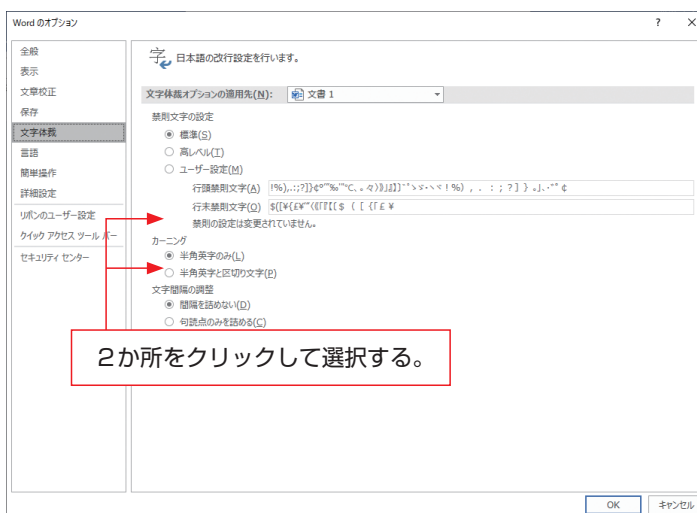 Word のオプション
? ×
全般
表示
文章校正
保存
文字体裁
言語
簡単操作
詳細設定
リボンのユーザー設定
クイック アクセス ツール バー
セキュリティ センター
字 日本語の改行設定を行います。
文字体裁オプションの適用先(N): 文書 1
禁則文字の設定
標準(S)
高レベル(T)
ユーザー設定(M)
行頭禁則文字(A)
行末禁則文字(O)
禁則の設定は変更されていません。
カーニング
半角英字のみ(L)
半角英字と区切り文字(P)
文字間隔の調整
間隔を詰めない(D)
句読点のみを詰める(C)
2か所をクリックして選択する。
OK キャンセル